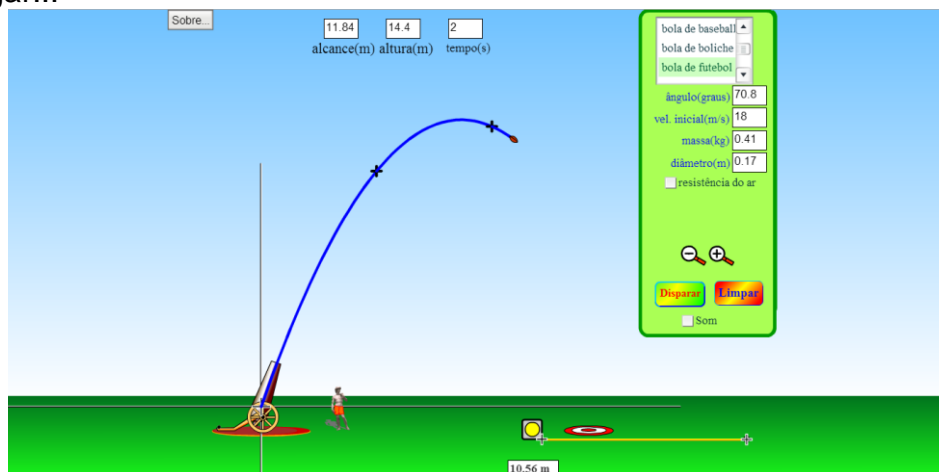 Sobre...
11.84 14.4 2
alcance(m) altura(m) tempo(s)
bola de baseball
bola de boliche
bola de futebol
ângulo(graus) 70.8
vel. inicial(m/s) 18
massa(kg) 0.41
diâmetro(m) 0.17
resistência do ar
Disparar Limpar
Som
10.56 m